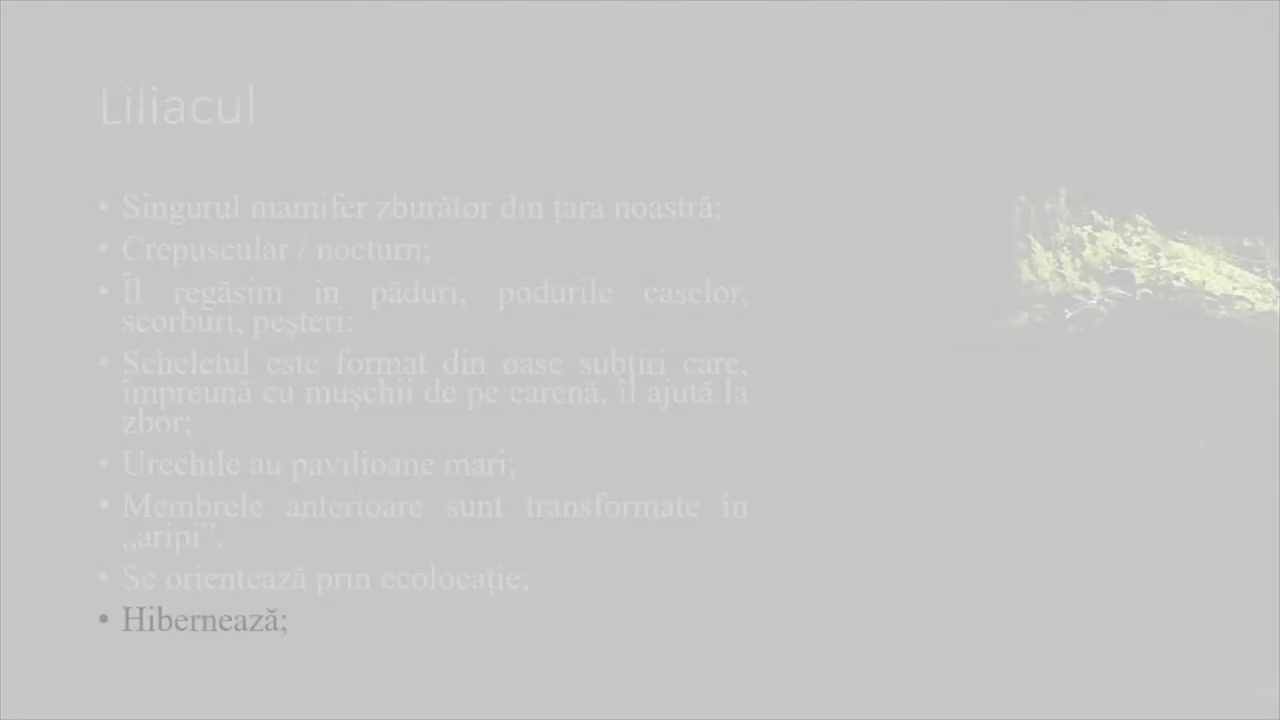 Liliacul
• Singurul mamifer zburător din țara noastră;
• Crepuscular / nocturn;
• Îl regăsim în păduri, podurile caselor,
scorburi, peșteri;
• Scheletul este format din oase subțiri care,
împreună cu mușchii de pe carenă, îl ajută la
zbor;
• Urechile au pavilioane mari;
• Membrele anterioare sunt transformate în
„aripi”.
• Se orientează prin ecolocație;
• Hibernează;